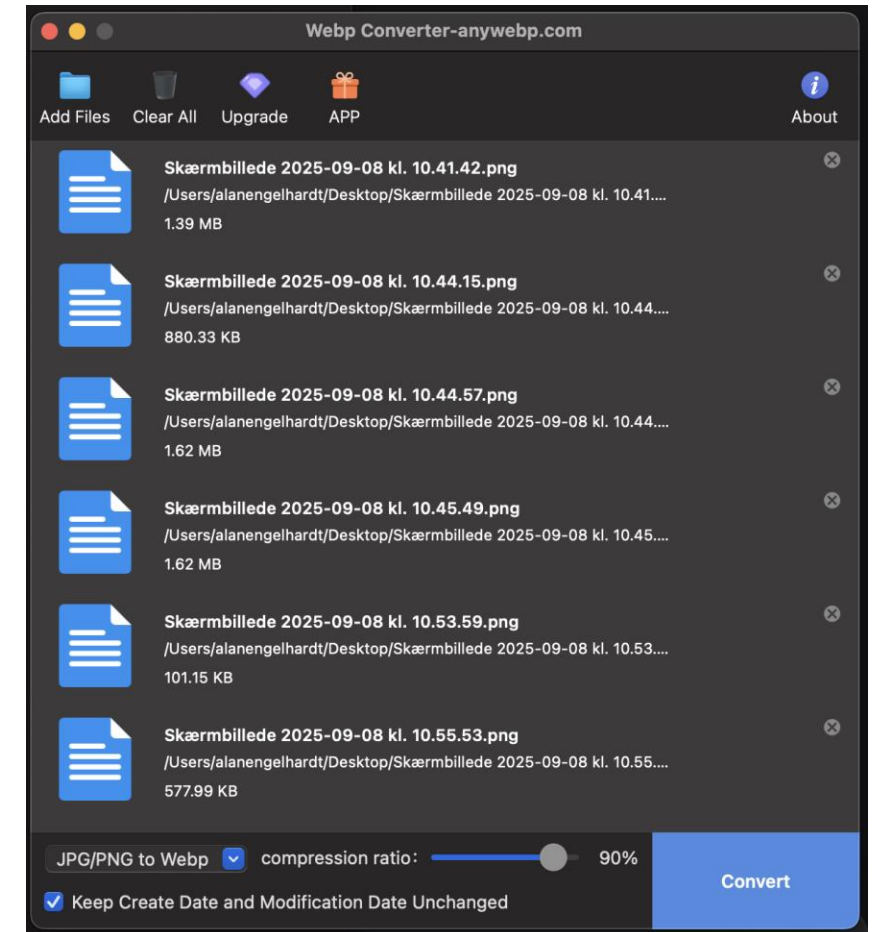 Webp Converter-anywebp.com
Add Files Clear All Upgrade APP About
Skærmbillede 2025-09-08 kl. 10.41.42.png
/Users/alanengelhardt/Desktop/Skærmbillede 2025-09-08 kl. 10.41....
1.39 MB
Skærmbillede 2025-09-08 kl. 10.44.15.png
/Users/alanengelhardt/Desktop/Skærmbillede 2025-09-08 kl. 10.44....
880.33 KB
Skærmbillede 2025-09-08 kl. 10.44.57.png
/Users/alanengelhardt/Desktop/Skærmbillede 2025-09-08 kl. 10.44....
1.62 MB
Skærmbillede 2025-09-08 kl. 10.45.49.png
/Users/alanengelhardt/Desktop/Skærmbillede 2025-09-08 kl. 10.45....
1.62 MB
Skærmbillede 2025-09-08 kl. 10.53.59.png
/Users/alanengelhardt/Desktop/Skærmbillede 2025-09-08 kl. 10.53....
101.15 KB
Skærmbillede 2025-09-08 kl. 10.55.53.png
/Users/alanengelhardt/Desktop/Skærmbillede 2025-09-08 kl. 10.55....
577.99 KB
JPG/PNG to Webp compression ratio: 90%
Keep Create Date and Modification Date Unchanged
Convert